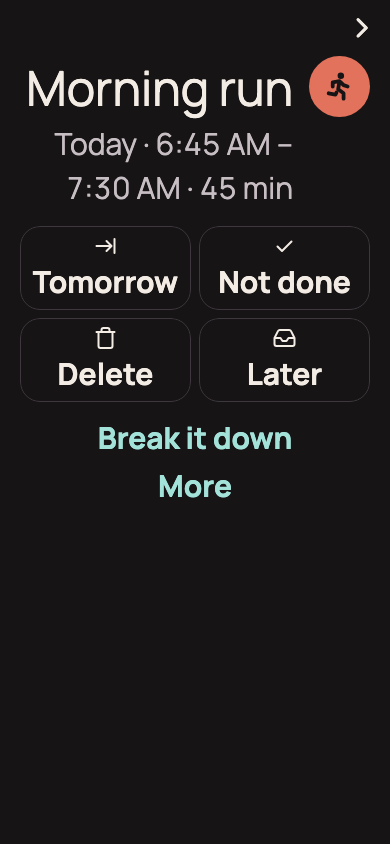 Morning run
Today · 6:45 AM –
7:30 AM · 45 min
Tomorrow
Not done
Delete
Later
Break it down
More